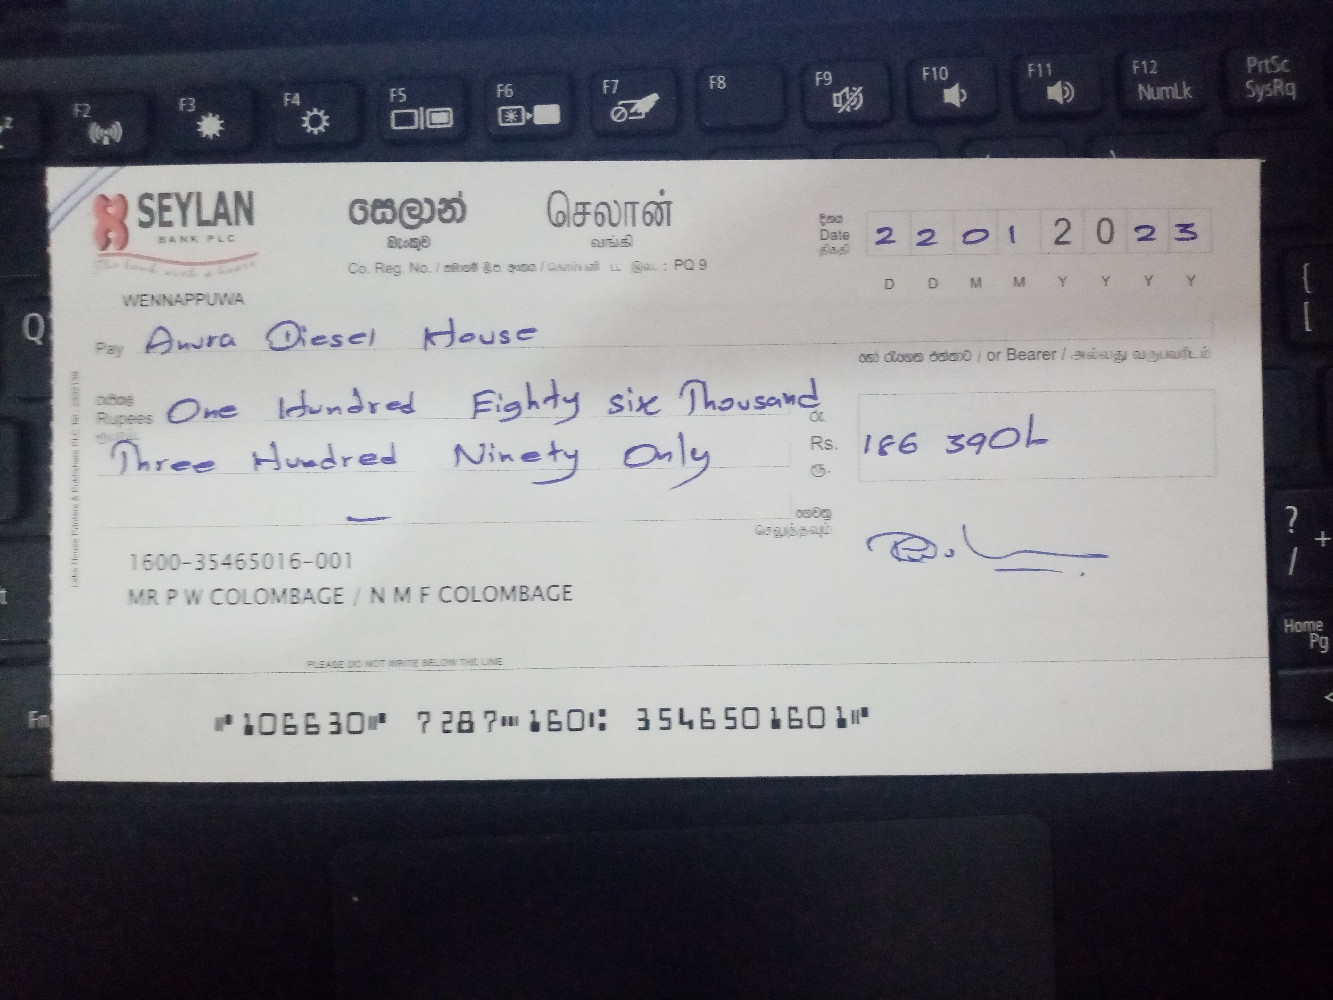 F2 F3 F4 F5 F6 F7 F8 F9 F10 F11 F12 PrtSc
NumLk SysRq
SEYLAN සෙලාන් செலான்
BANK PLC බැංකුව வங்கி
Date 2 2 0 1 2 0 2 3
D D M M Y Y Y Y
Co. Reg. No. / : PQ 9
WENNAPPUWA
Pay Anura Diesel House
/ or Bearer /
Rupees One Hundred Eighty six Thousand
Three Hundred Ninety Only
රු.
Rs. 186 390
ரூ.
1600-35465016-001
MR P W COLOMBAGE / N M F COLOMBAGE
PLEASE DO NOT WRITE BELOW THE LINE
⑈106630⑈ 7287⑉160⑆ 3546501601⑈
Q
{
[
?
/
+
Home
Pg
Fn